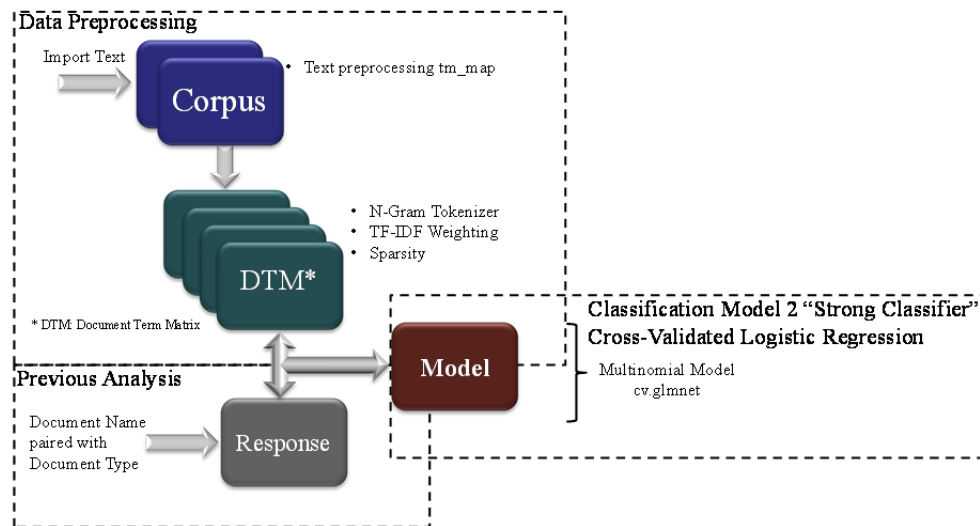 Data Preprocessing
Import Text
Corpus
• Text preprocessing tm_map
DTM*
• N-Gram Tokenizer
• TF-IDF Weighting
• Sparsity
* DTM: Document Term Matrix
Classification Model 2 “Strong Classifier”
Cross-Validated Logistic Regression
Model
Multinomial Model
cv.glmnet
Previous Analysis
Document Name
paired with
Document Type
Response